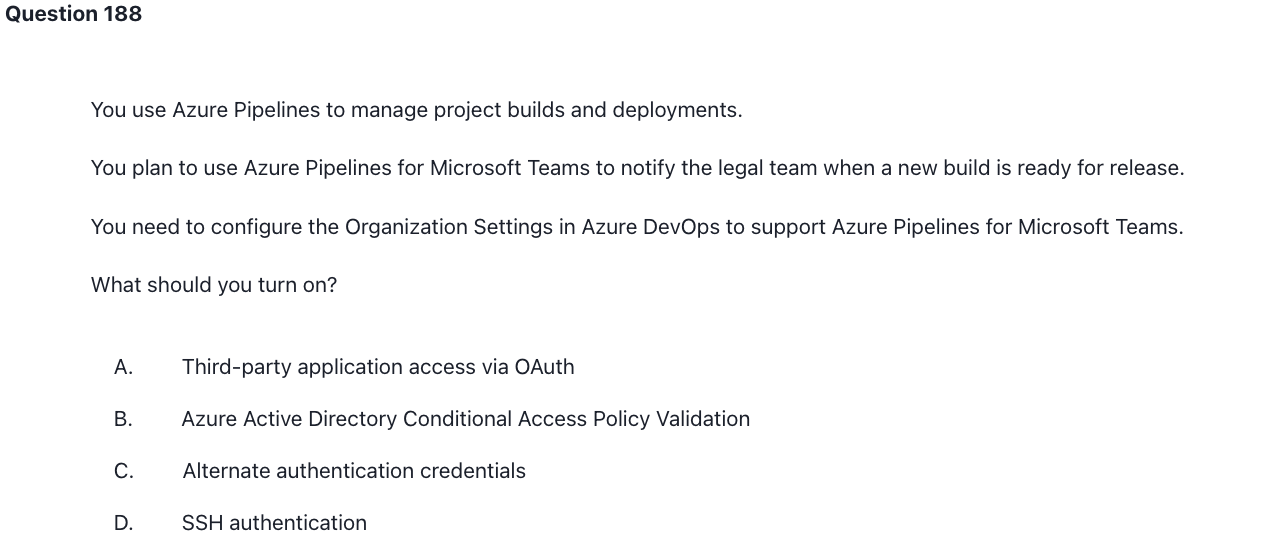 Question 188
You use Azure Pipelines to manage project builds and deployments.
You plan to use Azure Pipelines for Microsoft Teams to notify the legal team when a new build is ready for release.
You need to configure the Organization Settings in Azure DevOps to support Azure Pipelines for Microsoft Teams.
What should you turn on?
A. Third-party application access via OAuth
B. Azure Active Directory Conditional Access Policy Validation
C. Alternate authentication credentials
D. SSH authentication